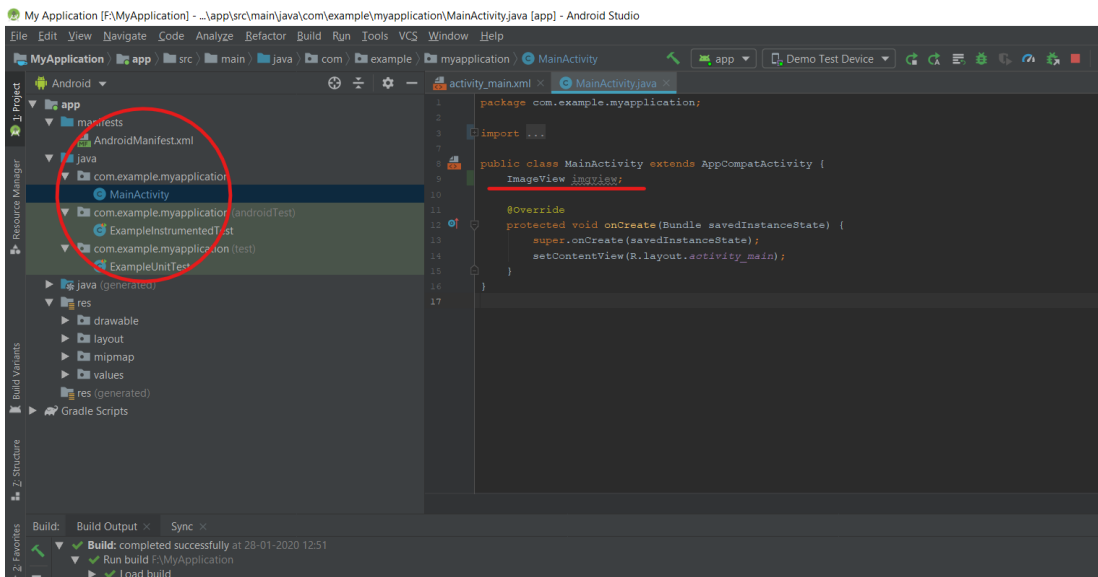 My Application [F:\MyApplication] - ...\app\src\main\java\com\example\myapplication\MainActivity.java [app] - Android Studio
File Edit View Navigate Code Analyze Refactor Build Run Tools VCS Window Help
MyApplication app src main java com example myapplication MainActivity app Demo Test Device
1: Project
Resource Manager
Build Variants
Z: Structure
2: Favorites
Android
app
manifests
AndroidManifest.xml
java
com.example.myapplication
MainActivity
com.example.myapplication (androidTest)
ExampleInstrumentedTest
com.example.myapplication (test)
ExampleUnitTest
java (generated)
res
drawable
layout
mipmap
values
res (generated)
Gradle Scripts
activity_main.xml MainActivity.java
1 package com.example.myapplication;
2
3 import ...
7
8 public class MainActivity extends AppCompatActivity {
9 ImageView imgview;
10
11 @Override
12 protected void onCreate(Bundle savedInstanceState) {
13 super.onCreate(savedInstanceState);
14 setContentView(R.layout.activity_main);
15 }
16 }
17
Build: Build Output Sync
Build: completed successfully at 28-01-2020 12:51
Run build F:\MyApplication
Load build